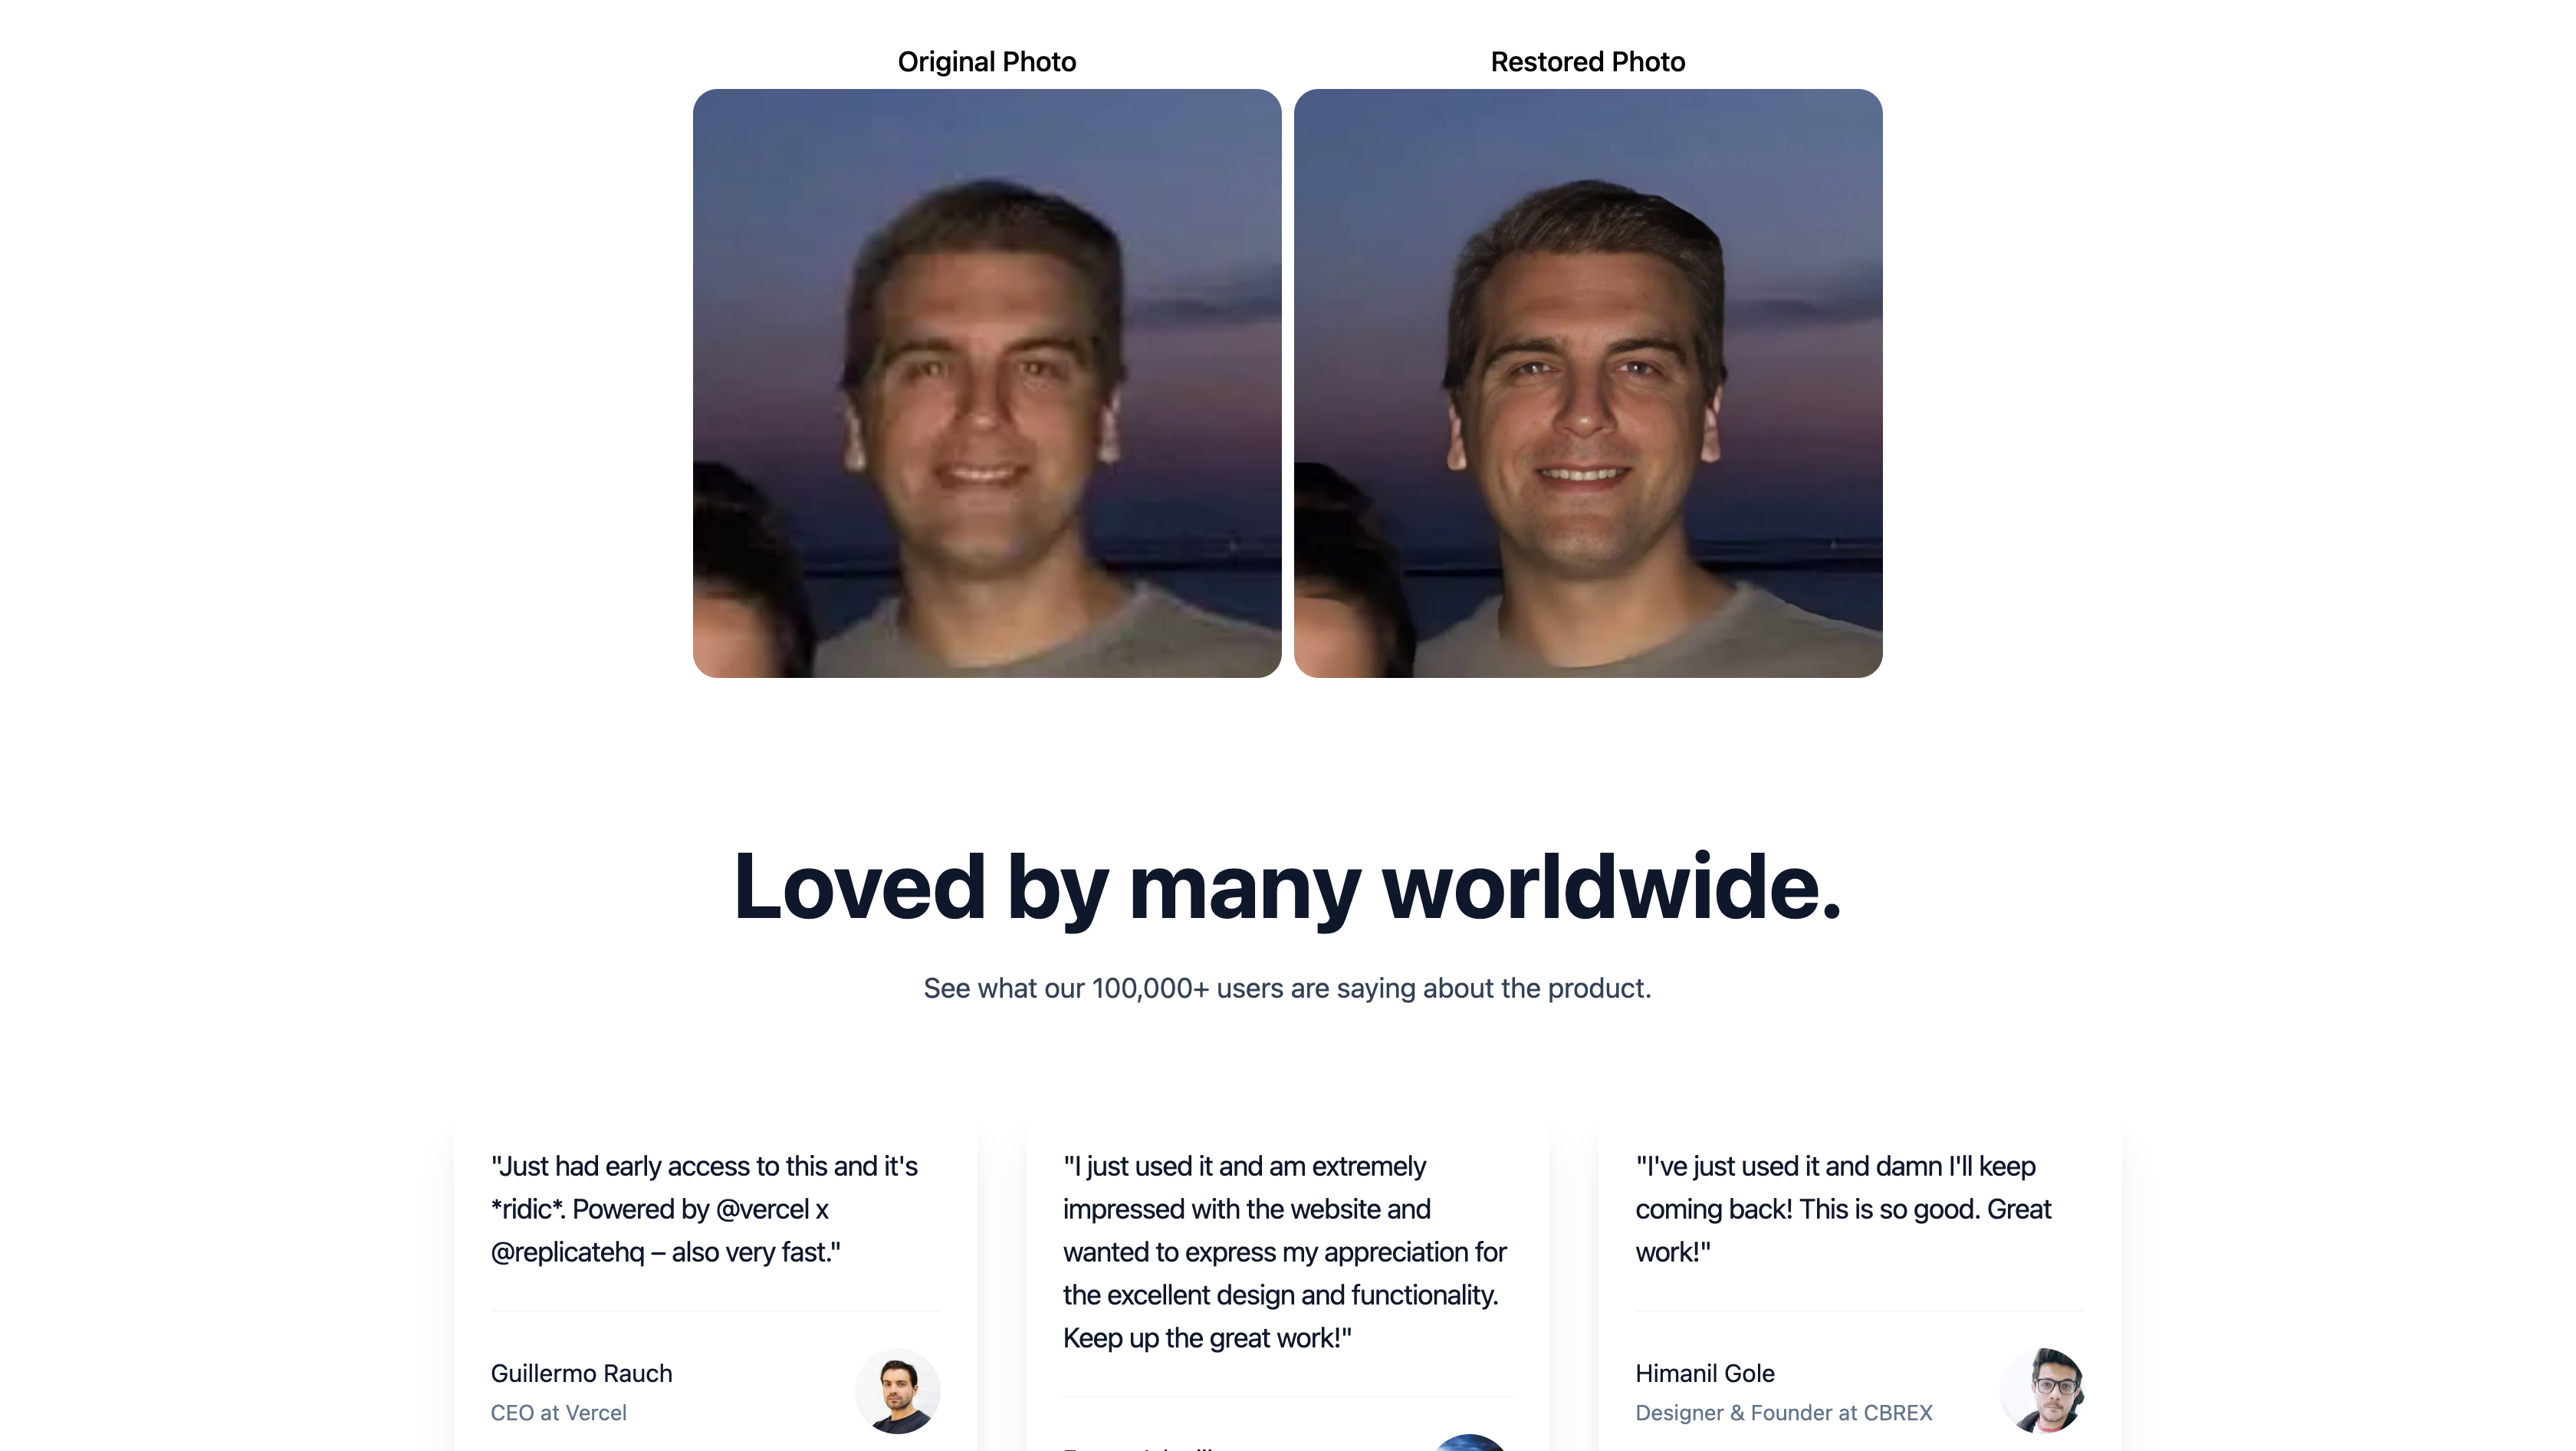 Original Photo
Restored Photo
Loved by many worldwide.
See what our 100,000+ users are saying about the product.
"Just had early access to this and it's
*ridic*. Powered by @vercel x
@replicatehq – also very fast."
Guillermo Rauch
CEO at Vercel
"I just used it and am extremely
impressed with the website and
wanted to express my appreciation for
the excellent design and functionality.
Keep up the great work!"
"I've just used it and damn I'll keep
coming back! This is so good. Great
work!"
Himanil Gole
Designer & Founder at CBREX